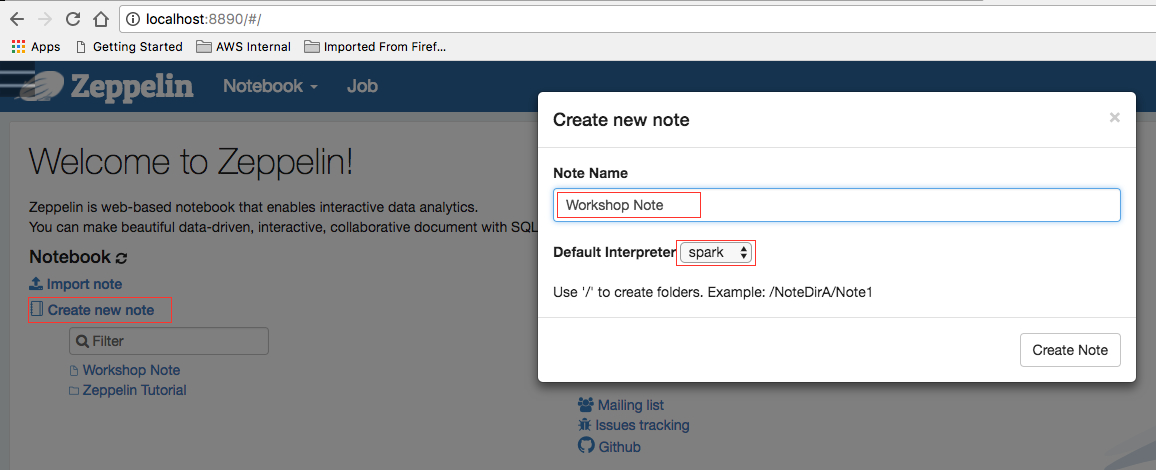 localhost:8890/#/
Apps Getting Started AWS Internal Imported From Firef...
Zeppelin Notebook Job
Welcome to Zeppelin!
Zeppelin is web-based notebook that enables interactive data analytics.
You can make beautiful data-driven, interactive, collaborative document with SQL
Notebook
Import note
Create new note
Filter
Workshop Note
Zeppelin Tutorial
Create new note ×
Note Name
Workshop Note
Default Interpreter spark
Use '/' to create folders. Example: /NoteDirA/Note1
Create Note
Mailing list
Issues tracking
Github